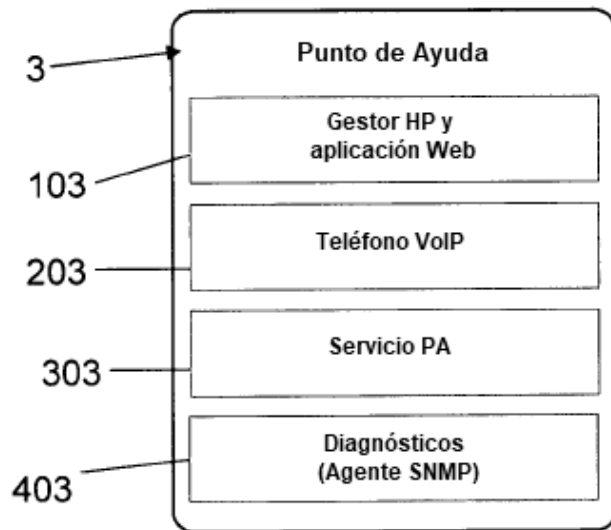 3
Punto de Ayuda
Gestor HP y
aplicación Web
103
Teléfono VoIP
203
Servicio PA
303
Diagnósticos
(Agente SNMP)
403